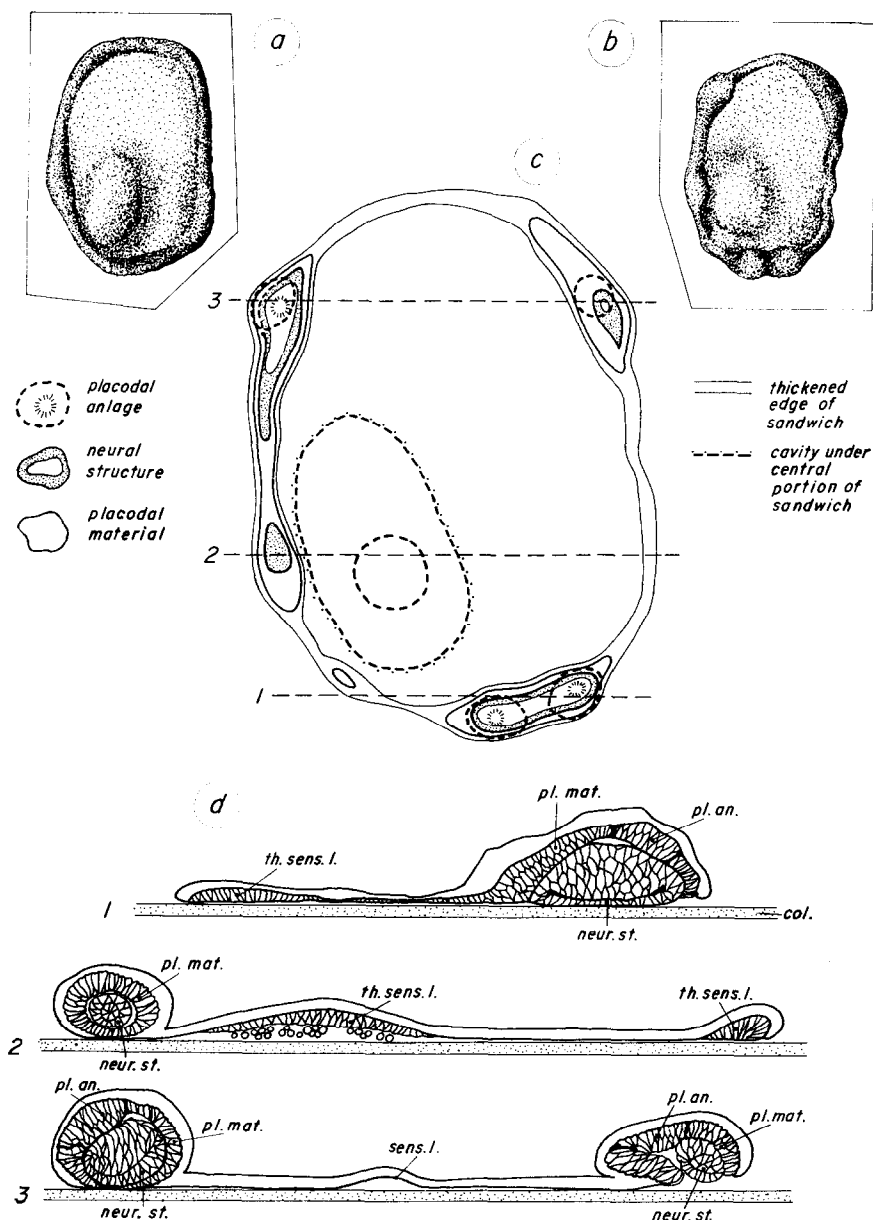 a
b
c
3
placodal
anlage
neural
structure
placodal
material
thickened
edge of
sandwich
cavity under
central
portion of
sandwich
2
1
d
pl. mat.
pl. an.
th. sens. l.
1
col.
neur. st.
pl. mat.
th. sens. l.
th. sens. l.
2
neur. st.
pl. an.
pl. mat.
sens. l.
pl. an.
pl. mat.
3
neur. st.
neur. st.